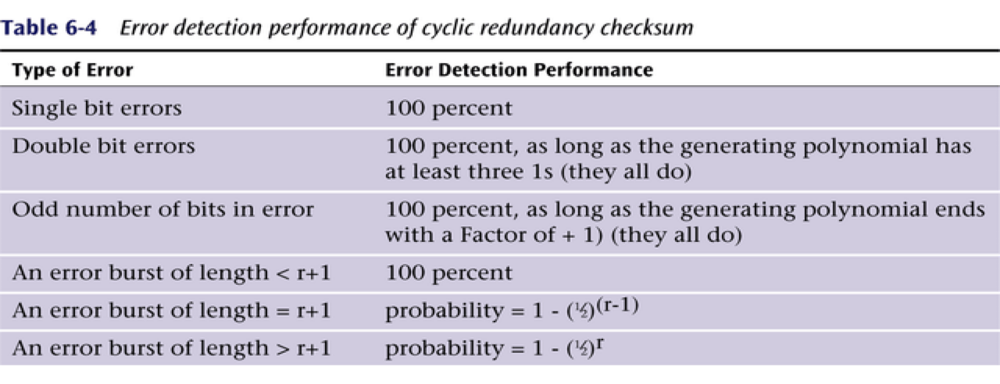 Table 6-4 Error detection performance of cyclic redundancy checksum
Type of Error Error Detection Performance
Single bit errors 100 percent
Double bit errors 100 percent, as long as the generating polynomial has
at least three 1s (they all do)
Odd number of bits in error 100 percent, as long as the generating polynomial ends
with a Factor of + 1) (they all do)
An error burst of length < r+1 100 percent
An error burst of length = r+1 probability = 1 - (½)(r-1)
An error burst of length > r+1 probability = 1 - (½)r